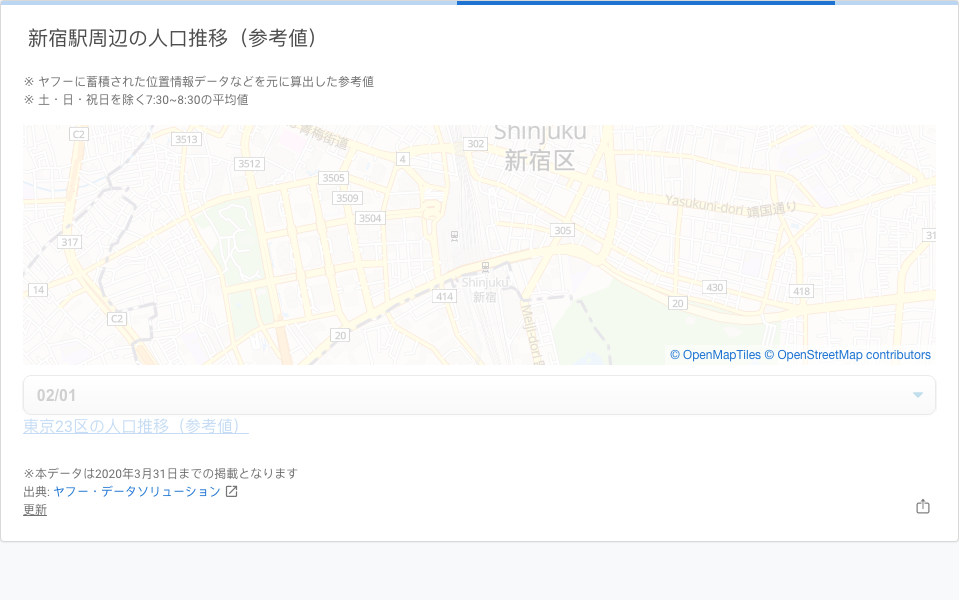 新宿駅周辺の人口推移（参考値）
※ ヤフーに蓄積された位置情報データなどを元に算出した参考値
※ 土・日・祝日を除く7:30~8:30の平均値
C2
3513
青梅街道
302
Shinjuku
新宿区
4
3512
3505
3509
3504
Yasukuni-dori 靖国通り
305
317
31
Shinjuku
新宿
14
414
430
418
20
C2
20
Meiji-dori
© OpenMapTiles © OpenStreetMap contributors
02/01
東京23区の人口推移（参考値）
※本データは2020年3月31日までの掲載となります
出典: ヤフー・データソリューション
更新